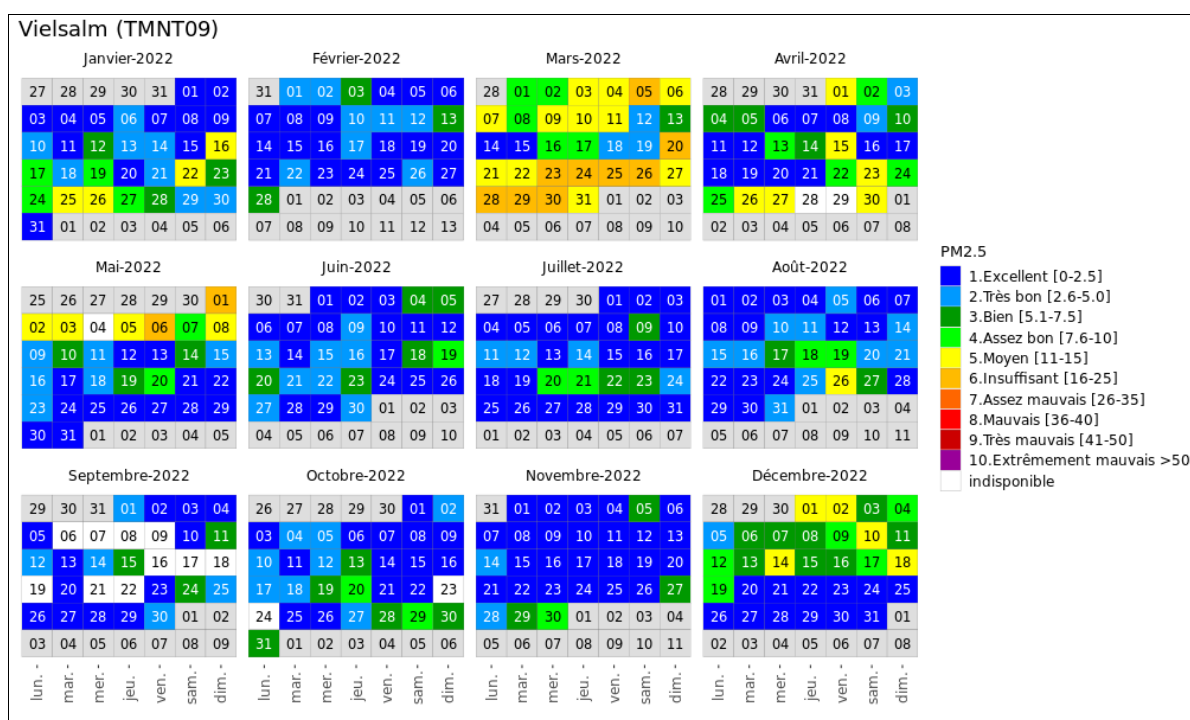 Vielsalm (TMNT09)
Janvier-2022 Février-2022 Mars-2022 Avril-2022
27 28 29 30 31 01 02 31 01 02 03 04 05 06 28 01 02 03 04 05 06 28 29 30 31 01 02 03
03 04 05 06 07 08 09 07 08 09 10 11 12 13 07 08 09 10 11 12 13 04 05 06 07 08 09 10
10 11 12 13 14 15 16 14 15 16 17 18 19 20 14 15 16 17 18 19 20 11 12 13 14 15 16 17
17 18 19 20 21 22 23 21 22 23 24 25 26 27 21 22 23 24 25 26 27 18 19 20 21 22 23 24
24 25 26 27 28 29 30 28 01 02 03 04 05 06 28 29 30 31 01 02 03 25 26 27 28 29 30 01
31 01 02 03 04 05 06 07 08 09 10 11 12 13 04 05 06 07 08 09 10 02 03 04 05 06 07 08
Mai-2022 Juin-2022 Juillet-2022 Août-2022
25 26 27 28 29 30 01 30 31 01 02 03 04 05 27 28 29 30 01 02 03 01 02 03 04 05 06 07
02 03 04 05 06 07 08 06 07 08 09 10 11 12 04 05 06 07 08 09 10 08 09 10 11 12 13 14
09 10 11 12 13 14 15 13 14 15 16 17 18 19 11 12 13 14 15 16 17 15 16 17 18 19 20 21
16 17 18 19 20 21 22 20 21 22 23 24 25 26 18 19 20 21 22 23 24 22 23 24 25 26 27 28
23 24 25 26 27 28 29 27 28 29 30 01 02 03 25 26 27 28 29 30 31 29 30 31 01 02 03 04
30 31 01 02 03 04 05 04 05 06 07 08 09 10 01 02 03 04 05 06 07 05 06 07 08 09 10 11
Septembre-2022 Octobre-2022 Novembre-2022 Décembre-2022
29 30 31 01 02 03 04 26 27 28 29 30 01 02 31 01 02 03 04 05 06 28 29 30 01 02 03 04
05 06 07 08 09 10 11 03 04 05 06 07 08 09 07 08 09 10 11 12 13 05 06 07 08 09 10 11
12 13 14 15 16 17 18 10 11 12 13 14 15 16 14 15 16 17 18 19 20 12 13 14 15 16 17 18
19 20 21 22 23 24 25 17 18 19 20 21 22 23 21 22 23 24 25 26 27 19 20 21 22 23 24 25
26 27 28 29 30 01 02 24 25 26 27 28 29 30 28 29 30 01 02 03 04 26 27 28 29 30 31 01
03 04 05 06 07 08 09 31 01 02 03 04 05 06 05 06 07 08 09 10 11 02 03 04 05 06 07 08
lun. - mar. - mer. - jeu. - ven. - sam. - dim. - lun. - mar. - mer. - jeu. - ven. - sam. - dim. - lun. - mar. - mer. - jeu. - ven. - sam. - dim. - lun. - mar. - mer. - jeu. - ven. - sam. - dim. -
PM2.5
1.Excellent [0-2.5]
2.Très bon [2.6-5.0]
3.Bien [5.1-7.5]
4.Assez bon [7.6-10]
5.Moyen [11-15]
6.Insuffisant [16-25]
7.Assez mauvais [26-35]
8.Mauvais [36-40]
9.Très mauvais [41-50]
10.Extrêmement mauvais >50
indisponible